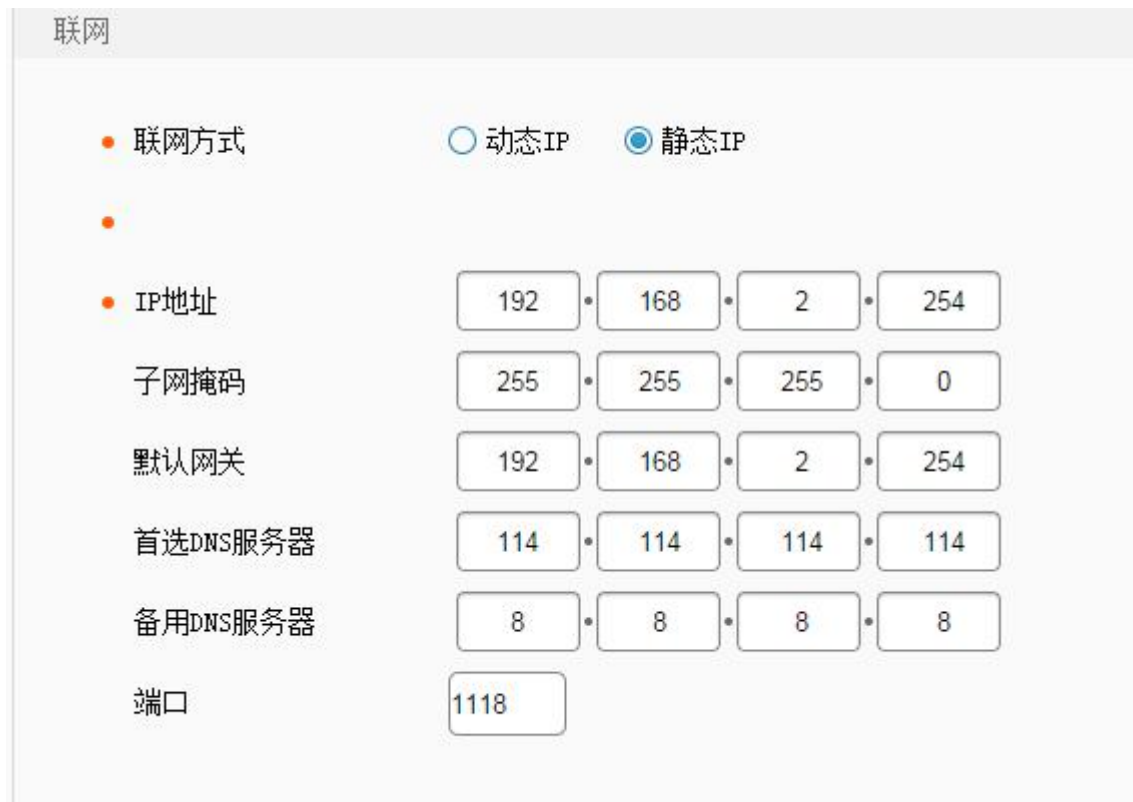 联网
联网方式 动态IP 静态IP
IP地址 192 168 2 254
子网掩码 255 255 255 0
默认网关 192 168 2 254
首选DNS服务器 114 114 114 114
备用DNS服务器 8 8 8 8
端口 1118